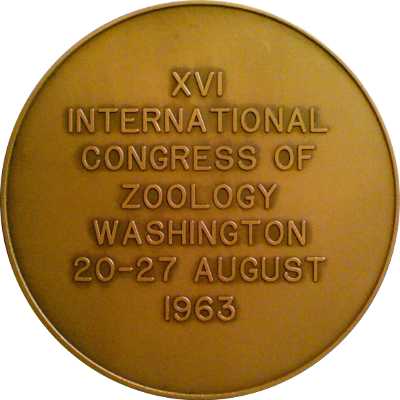 XVI
INTERNATIONAL
CONGRESS OF
ZOOLOGY
WASHINGTON
20-27 AUGUST
1963